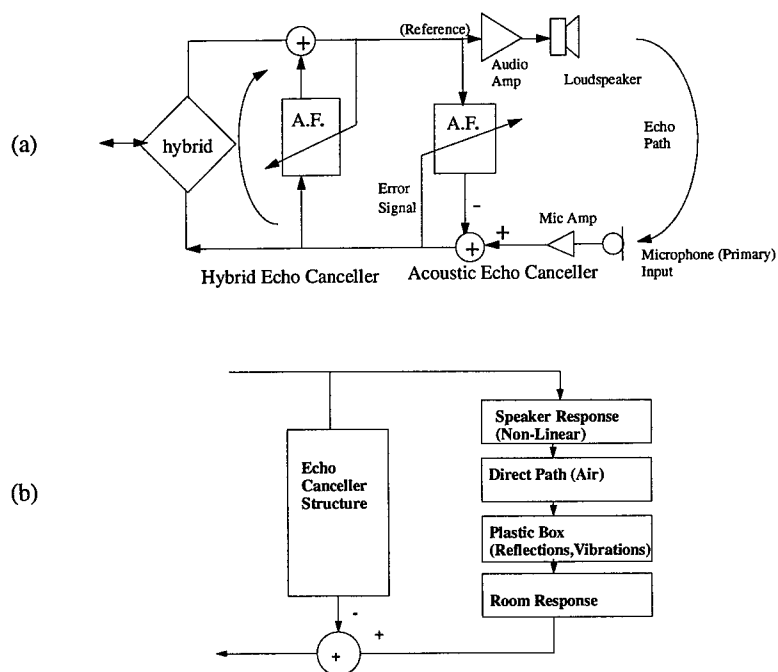 (a)
(Reference)
+
Audio
Amp
Loudspeaker
A.F.
A.F.
hybrid
Echo
Path
Error
Signal
-
Mic Amp
+
+
Microphone (Primary)
Input
Hybrid Echo Canceller
Acoustic Echo Canceller
(b)
Speaker Response
(Non-Linear)
Echo
Canceller
Structure
Direct Path (Air)
Plastic Box
(Reflections,Vibrations)
Room Response
-
+
+